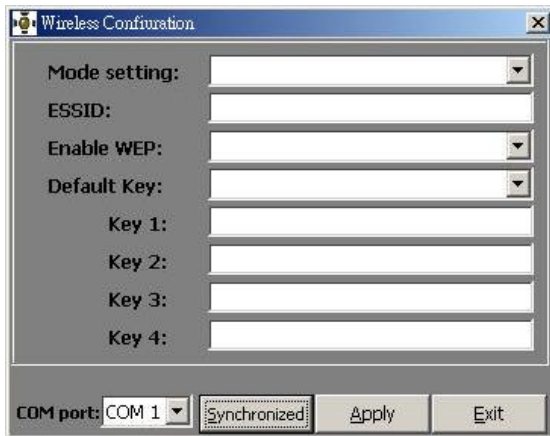 Wireless Confiuration
Mode setting:
ESSID:
Enable WEP:
Default Key:
Key 1:
Key 2:
Key 3:
Key 4:
COM port: COM 1 Synchronized Apply Exit